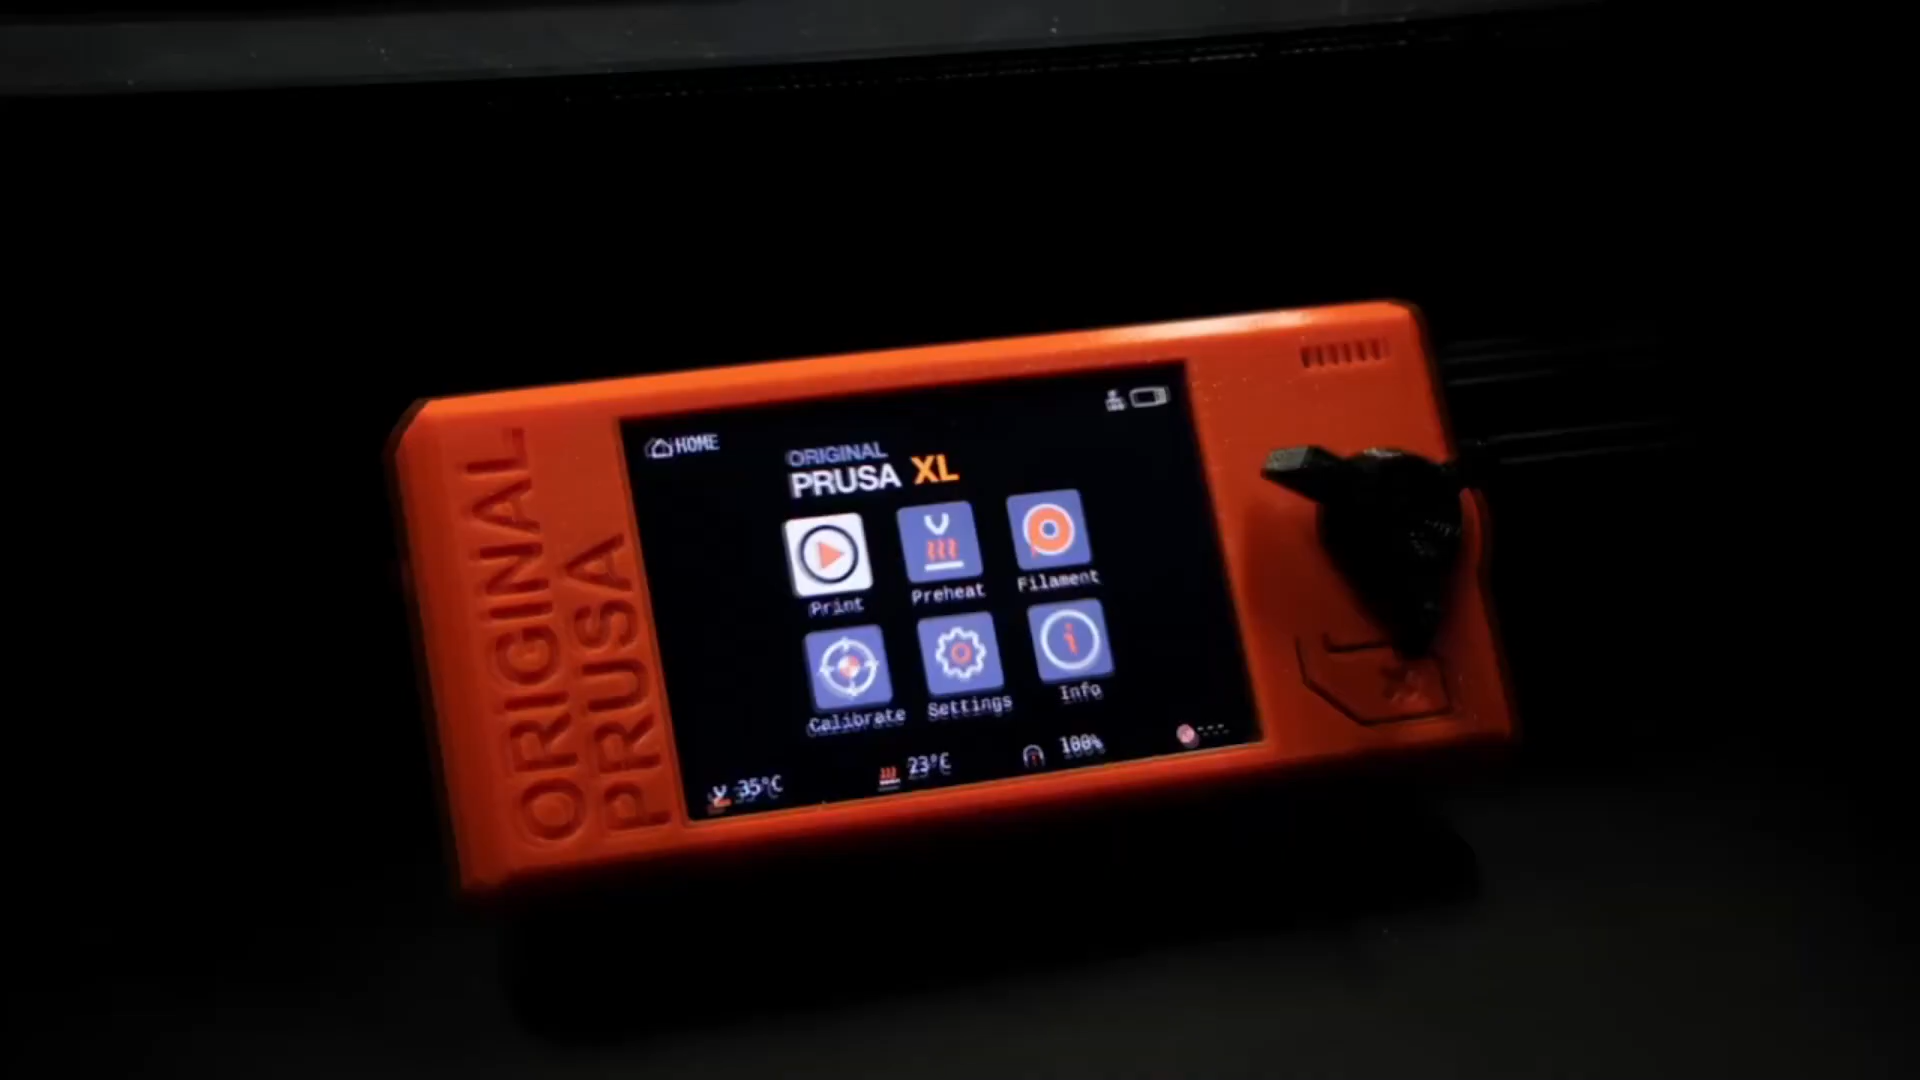 ORIGINAL
PRUSA
HOME
ORIGINAL
PRUSA XL
Print
Preheat
Filament
Calibrate
Settings
Info
35°C
23°C
100%
---